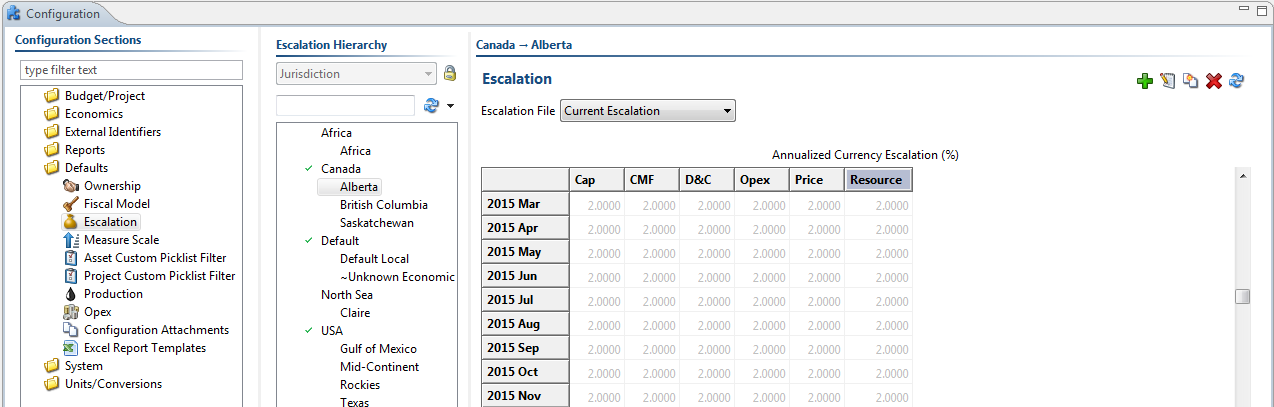 Configuration
Configuration Sections
type filter text
Budget/Project
Economics
External Identifiers
Reports
Defaults
Ownership
Fiscal Model
Escalation
Measure Scale
Asset Custom Picklist Filter
Project Custom Picklist Filter
Production
Opex
Configuration Attachments
Excel Report Templates
System
Units/Conversions
Escalation Hierarchy
Jurisdiction
Africa
Africa
Canada
Alberta
British Columbia
Saskatchewan
Default
Default Local
~Unknown Economic
North Sea
Claire
USA
Gulf of Mexico
Mid-Continent
Rockies
Texas
Canada → Alberta
Escalation
Escalation File Current Escalation
Annualized Currency Escalation (%)
Cap CMF D&C Opex Price Resource
2015 Mar 2.0000 2.0000 2.0000 2.0000 2.0000 2.0000
2015 Apr 2.0000 2.0000 2.0000 2.0000 2.0000 2.0000
2015 May 2.0000 2.0000 2.0000 2.0000 2.0000 2.0000
2015 Jun 2.0000 2.0000 2.0000 2.0000 2.0000 2.0000
2015 Jul 2.0000 2.0000 2.0000 2.0000 2.0000 2.0000
2015 Aug 2.0000 2.0000 2.0000 2.0000 2.0000 2.0000
2015 Sep 2.0000 2.0000 2.0000 2.0000 2.0000 2.0000
2015 Oct 2.0000 2.0000 2.0000 2.0000 2.0000 2.0000
2015 Nov 2.0000 2.0000 2.0000 2.0000 2.0000 2.0000